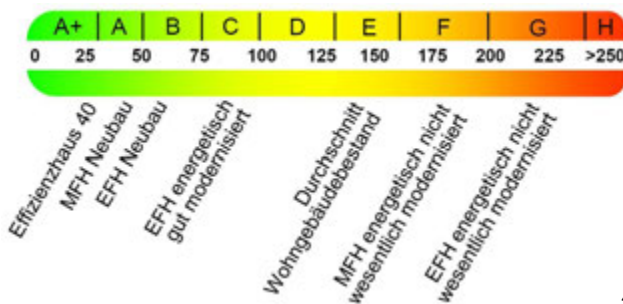 A+ A B C D E F G H
0 25 50 75 100 125 150 175 200 225 >250
Effizienzhaus 40
MFH Neubau
EFH Neubau
EFH energetisch
gut modernisiert
Durchschnitt
Wohngebäudebestand
MFH energetisch nicht
wesentlich modernisiert
EFH energetisch nicht
wesentlich modernisiert